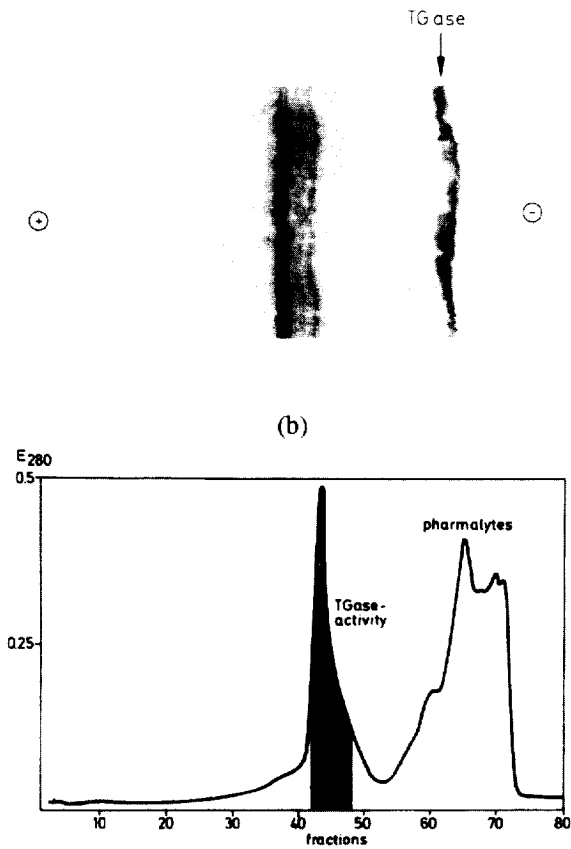 TGase
+
-
(b)
E280
0.5
pharmalytes
TGase-
activity
0.25
10 20 30 40 50 60 70 80
fractions